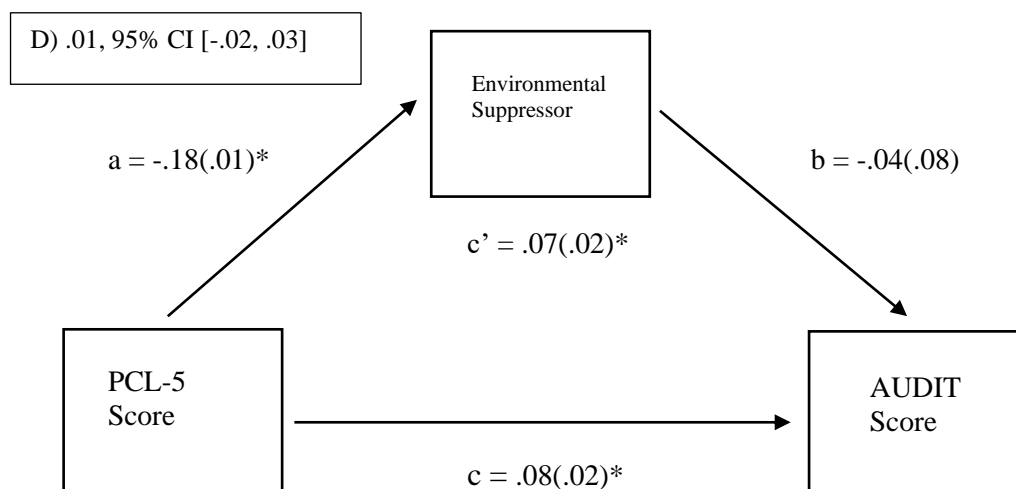 D) .01, 95% CI [-.02, .03]
Environmental
Suppressor
a = -.18(.01)*
b = -.04(.08)
c’ = .07(.02)*
PCL-5
Score
AUDIT
Score
c = .08(.02)*